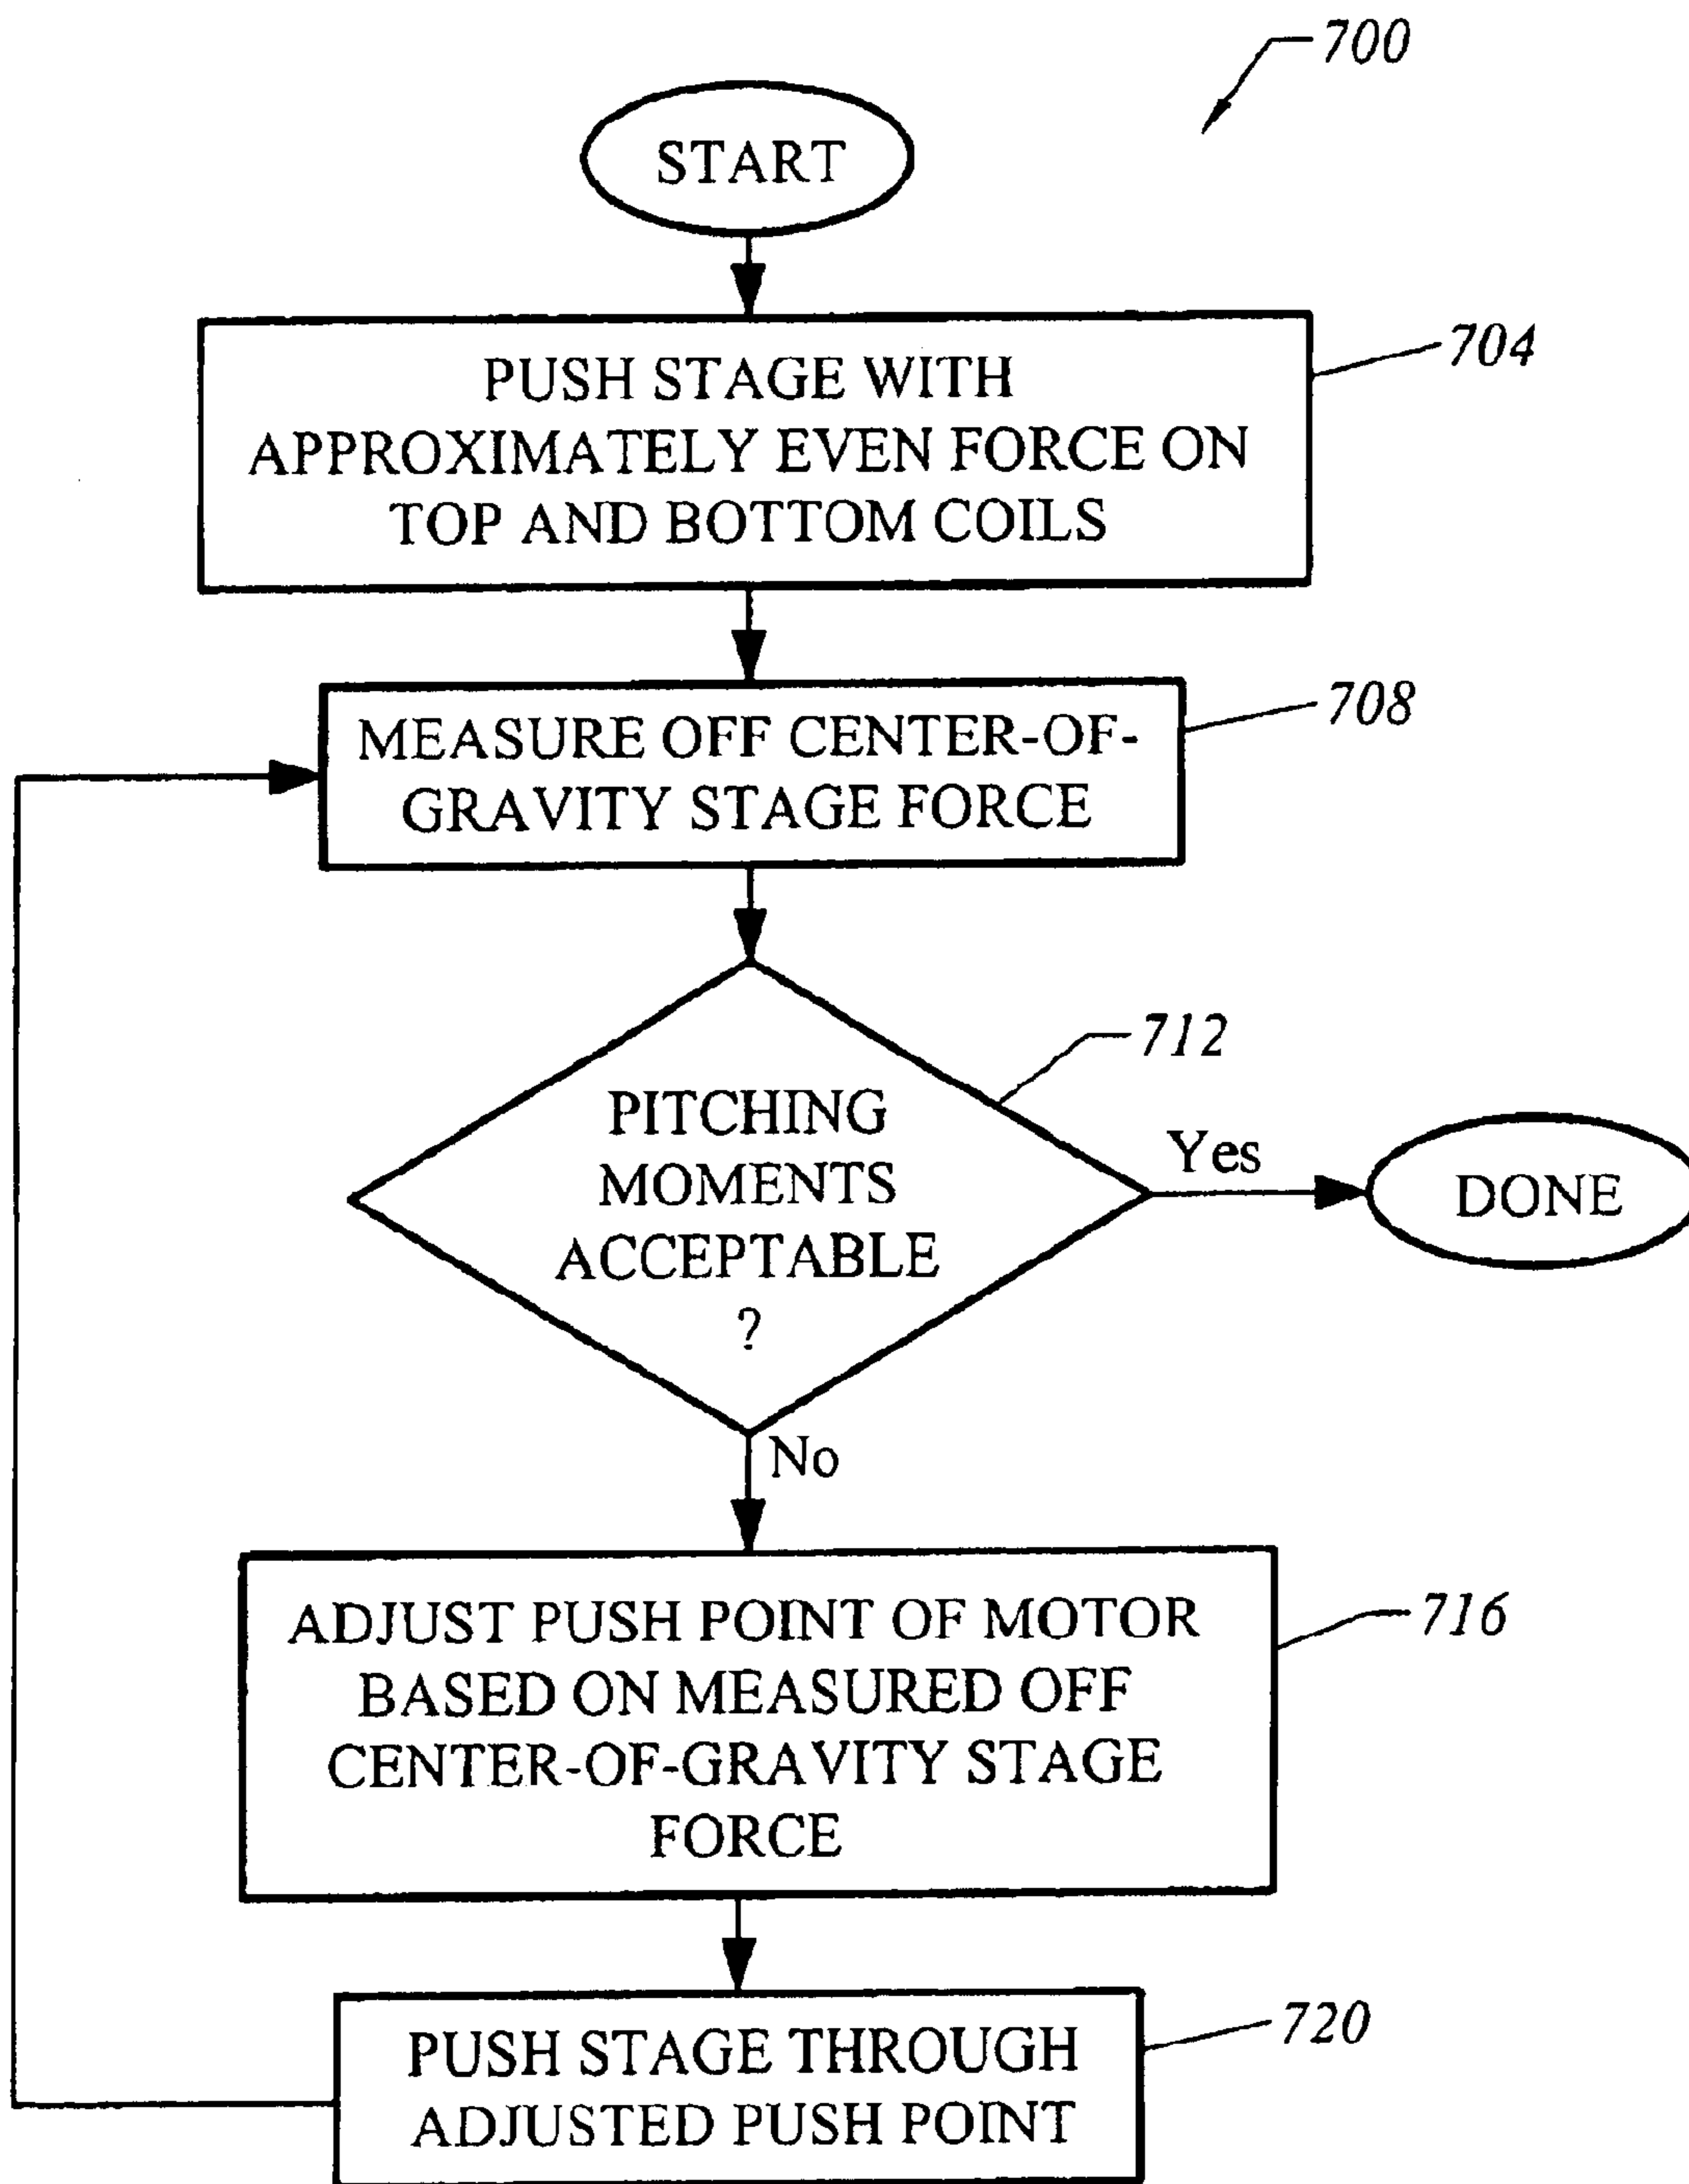 700
START
PUSH STAGE WITH
APPROXIMATELY EVEN FORCE ON
TOP AND BOTTOM COILS
704
MEASURE OFF CENTER-OF-
GRAVITY STAGE FORCE
708
PITCHING
MOMENTS
ACCEPTABLE
?
712
Yes
DONE
No
ADJUST PUSH POINT OF MOTOR
BASED ON MEASURED OFF
CENTER-OF-GRAVITY STAGE
FORCE
716
PUSH STAGE THROUGH
ADJUSTED PUSH POINT
720